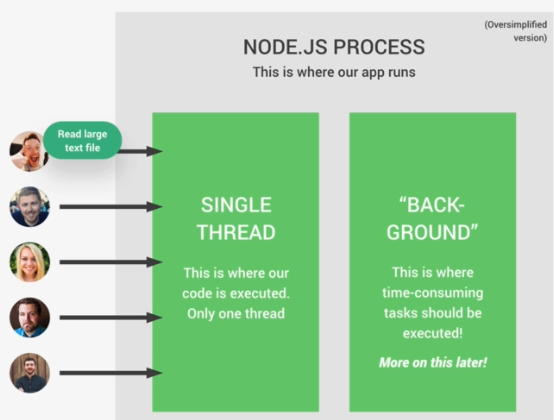 (Oversimplified
version)
NODE.JS PROCESS
This is where our app runs
Read large
text file
SINGLE
THREAD
This is where our
code is executed.
Only one thread
“BACK-
GROUND”
This is where
time-consuming
tasks should be
executed!
More on this later!